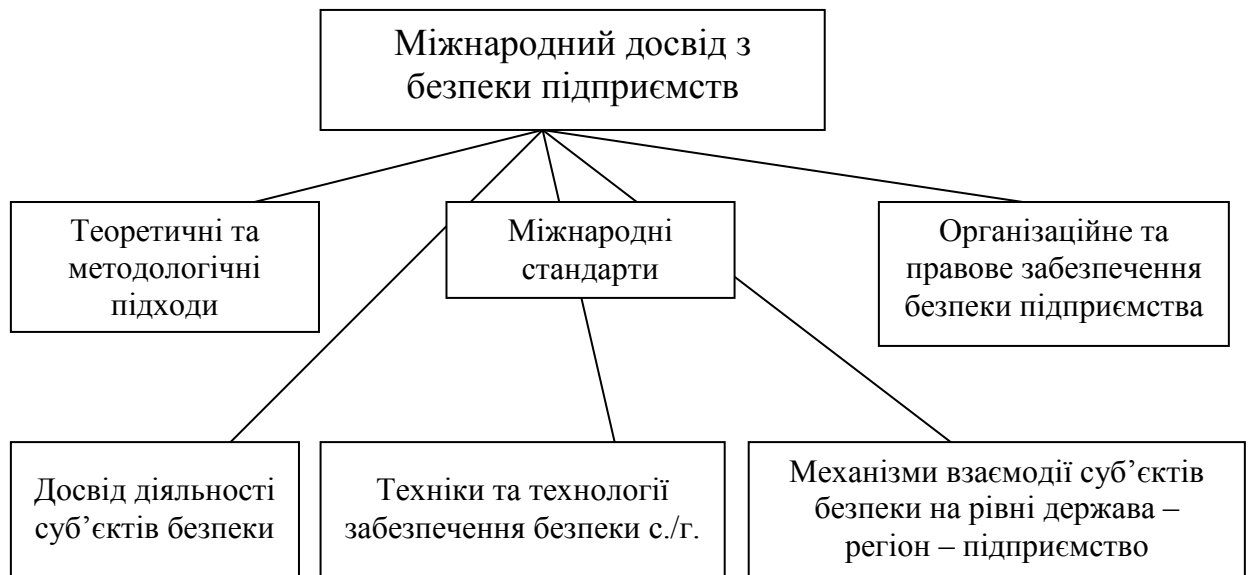 Міжнародний досвід з
безпеки підприємств
Теоретичні та
методологічні
підходи
Міжнародні
стандарти
Організаційне та
правове забезпечення
безпеки підприємства
Досвід діяльності
суб’єктів безпеки
Техніки та технології
забезпечення безпеки с./г.
Механізми взаємодії суб’єктів
безпеки на рівні держава –
регіон – підприємство